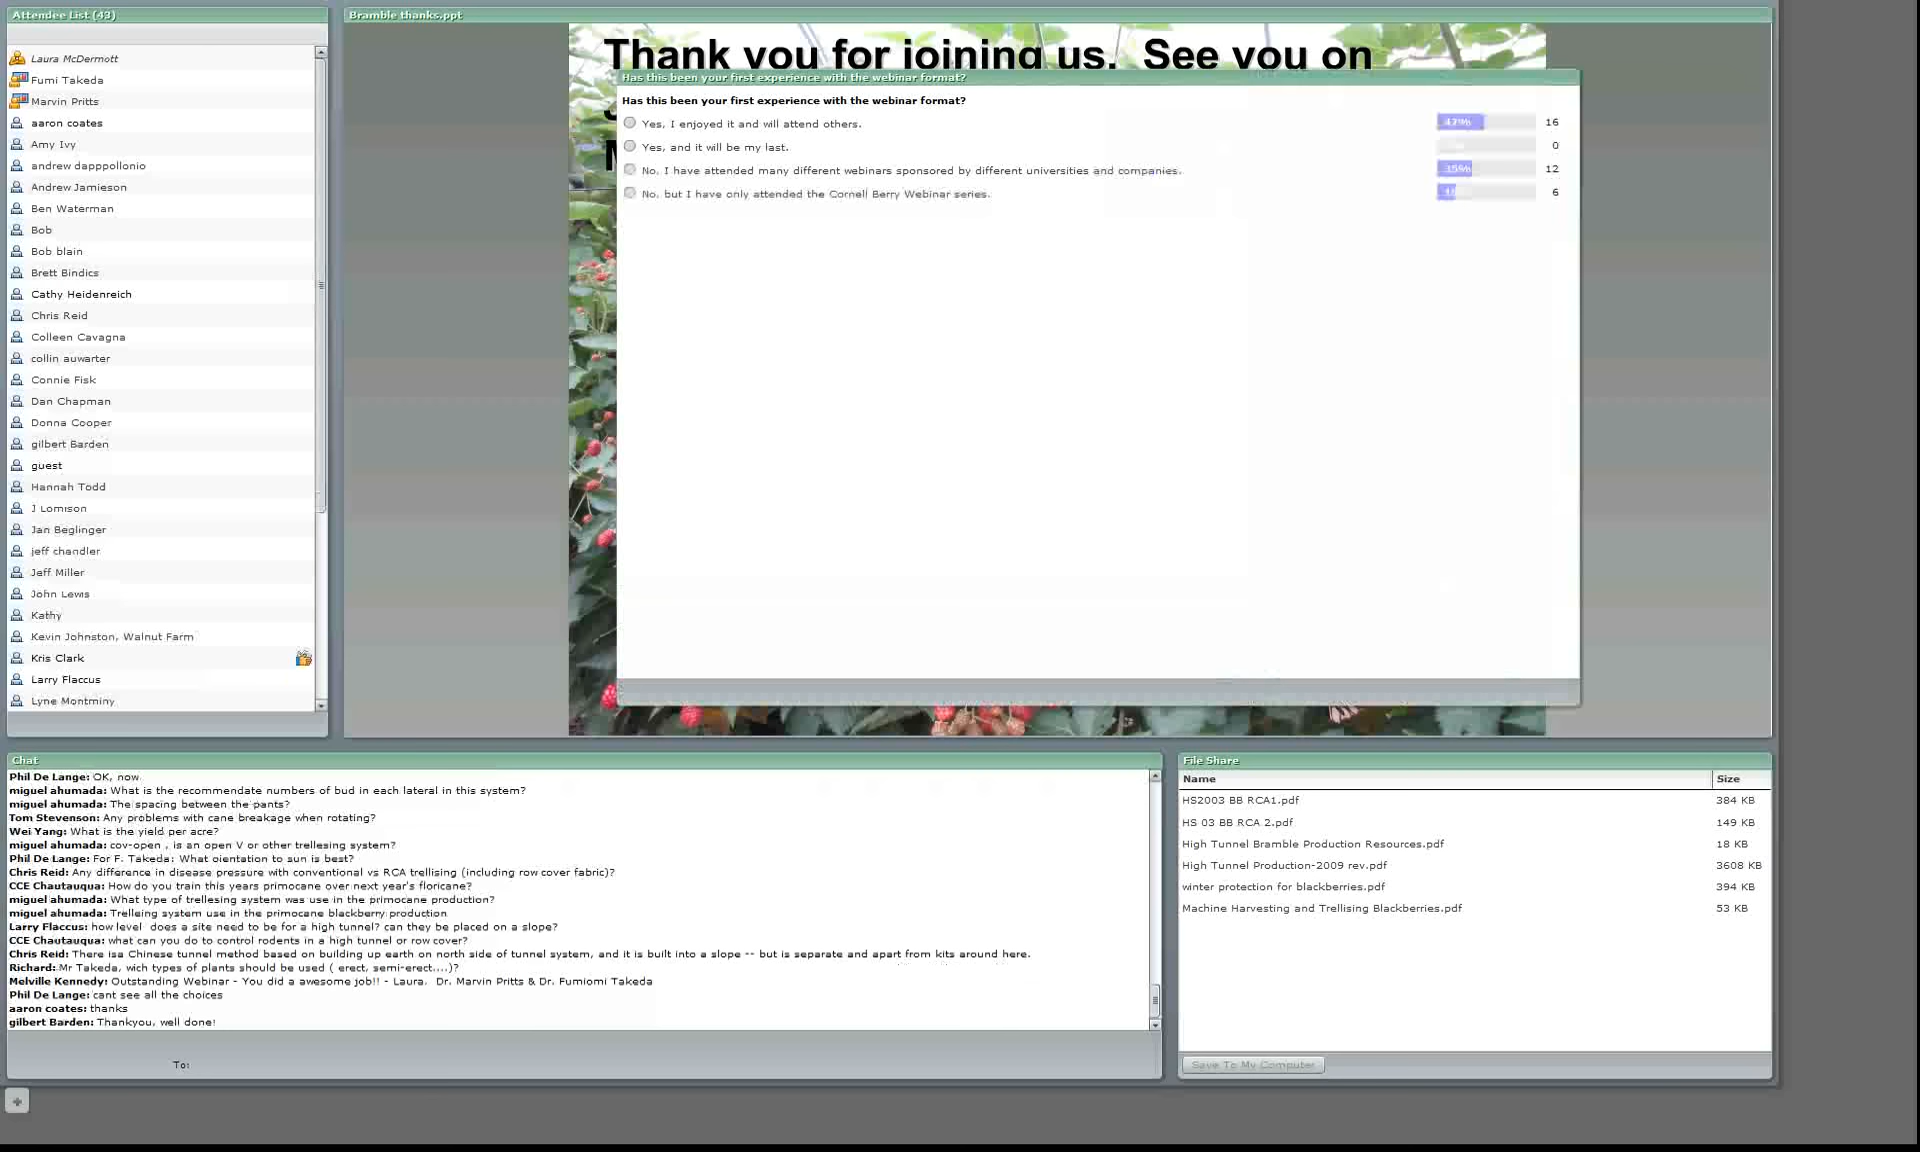 Attendee List (43)
Laura McDermott
Fumi Takeda
Marvin Pritts
aaron coates
Amy Ivy
andrew dapppollonio
Andrew Jamieson
Ben Waterman
Bob
Bob blain
Brett Bindics
Cathy Heidenreich
Chris Reid
Colleen Cavagna
collin auwarter
Connie Fisk
Dan Chapman
Donna Cooper
gilbert Barden
guest
Hannah Todd
J Lomison
Jan Beglinger
jeff chandler
Jeff Miller
John Lewis
Kathy
Kevin Johnston, Walnut Farm
Kris Clark
Larry Flaccus
Lyne Montminy
Bramble thanks.ppt
Thank you for joining us. See you on
Has this been your first experience with the webinar format?
Has this been your first experience with the webinar format?
Yes, I enjoyed it and will attend others. 47% 16
Yes, and it will be my last. 0
No, I have attended many different webinars sponsored by different universities and companies. 35% 12
No, but I have only attended the Cornell Berry Webinar series. 6
Chat
Phil De Lange: OK, now
miguel ahumada: What is the recommendate numbers of bud in each lateral in this system?
miguel ahumada: The spacing between the pants?
Tom Stevenson: Any problems with cane breakage when rotating?
Wei Yang: What is the yield per acre?
miguel ahumada: cov-open , is an open V or other trellesing system?
Phil De Lange: For F. Takeda: What oientation to sun is best?
Chris Reid: Any difference in disease pressure with conventional vs RCA trellising (including row cover fabric)?
CCE Chautauqua: How do you train this years primocane over next year's floricane?
miguel ahumada: What type of trellesing system was use in the primocane production?
miguel ahumada: Trelleing system use in the primocane blackberry production
Larry Flaccus: how level does a site need to be for a high tunnel? can they be placed on a slope?
CCE Chautauqua: what can you do to control rodents in a high tunnel or row cover?
Chris Reid: There isa Chinese tunnel method based on building up earth on north side of tunnel system, and it is built into a slope -- but is separate and apart from kits around here.
Richard: Mr Takeda, wich types of plants should be used ( erect, semi-erect....)?
Melville Kennedy: Outstanding Webinar - You did a awesome job!! - Laura. Dr. Marvin Pritts & Dr. Fumiomi Takeda
Phil De Lange: cant see all the choices
aaron coates: thanks
gilbert Barden: Thankyou, well done!
To:
File Share
Name Size
HS2003 BB RCA1.pdf 384 KB
HS 03 BB RCA 2.pdf 149 KB
High Tunnel Bramble Production Resources.pdf 18 KB
High Tunnel Production-2009 rev.pdf 3608 KB
winter protection for blackberries.pdf 394 KB
Machine Harvesting and Trellising Blackberries.pdf 53 KB
Save To My Computer